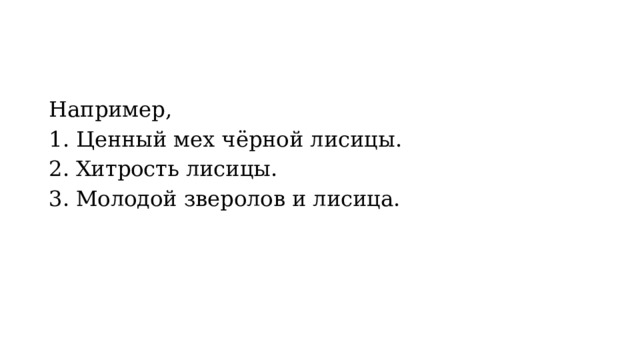 Например,
1. Ценный мех чёрной лисицы.
2. Хитрость лисицы.
3. Молодой зверолов и лисица.